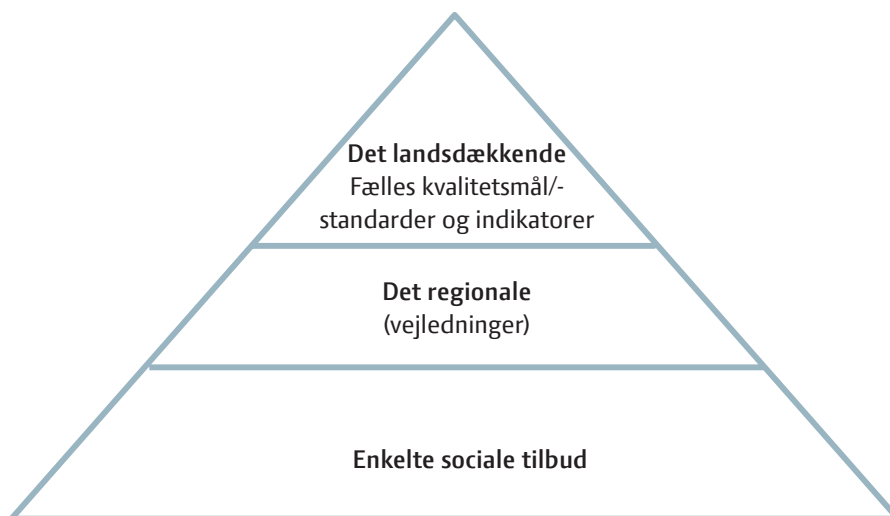 Det landsdækkende
Fælles kvalitetsmål/-
standarder og indikatorer
Det regionale
(vejledninger)
Enkelte sociale tilbud